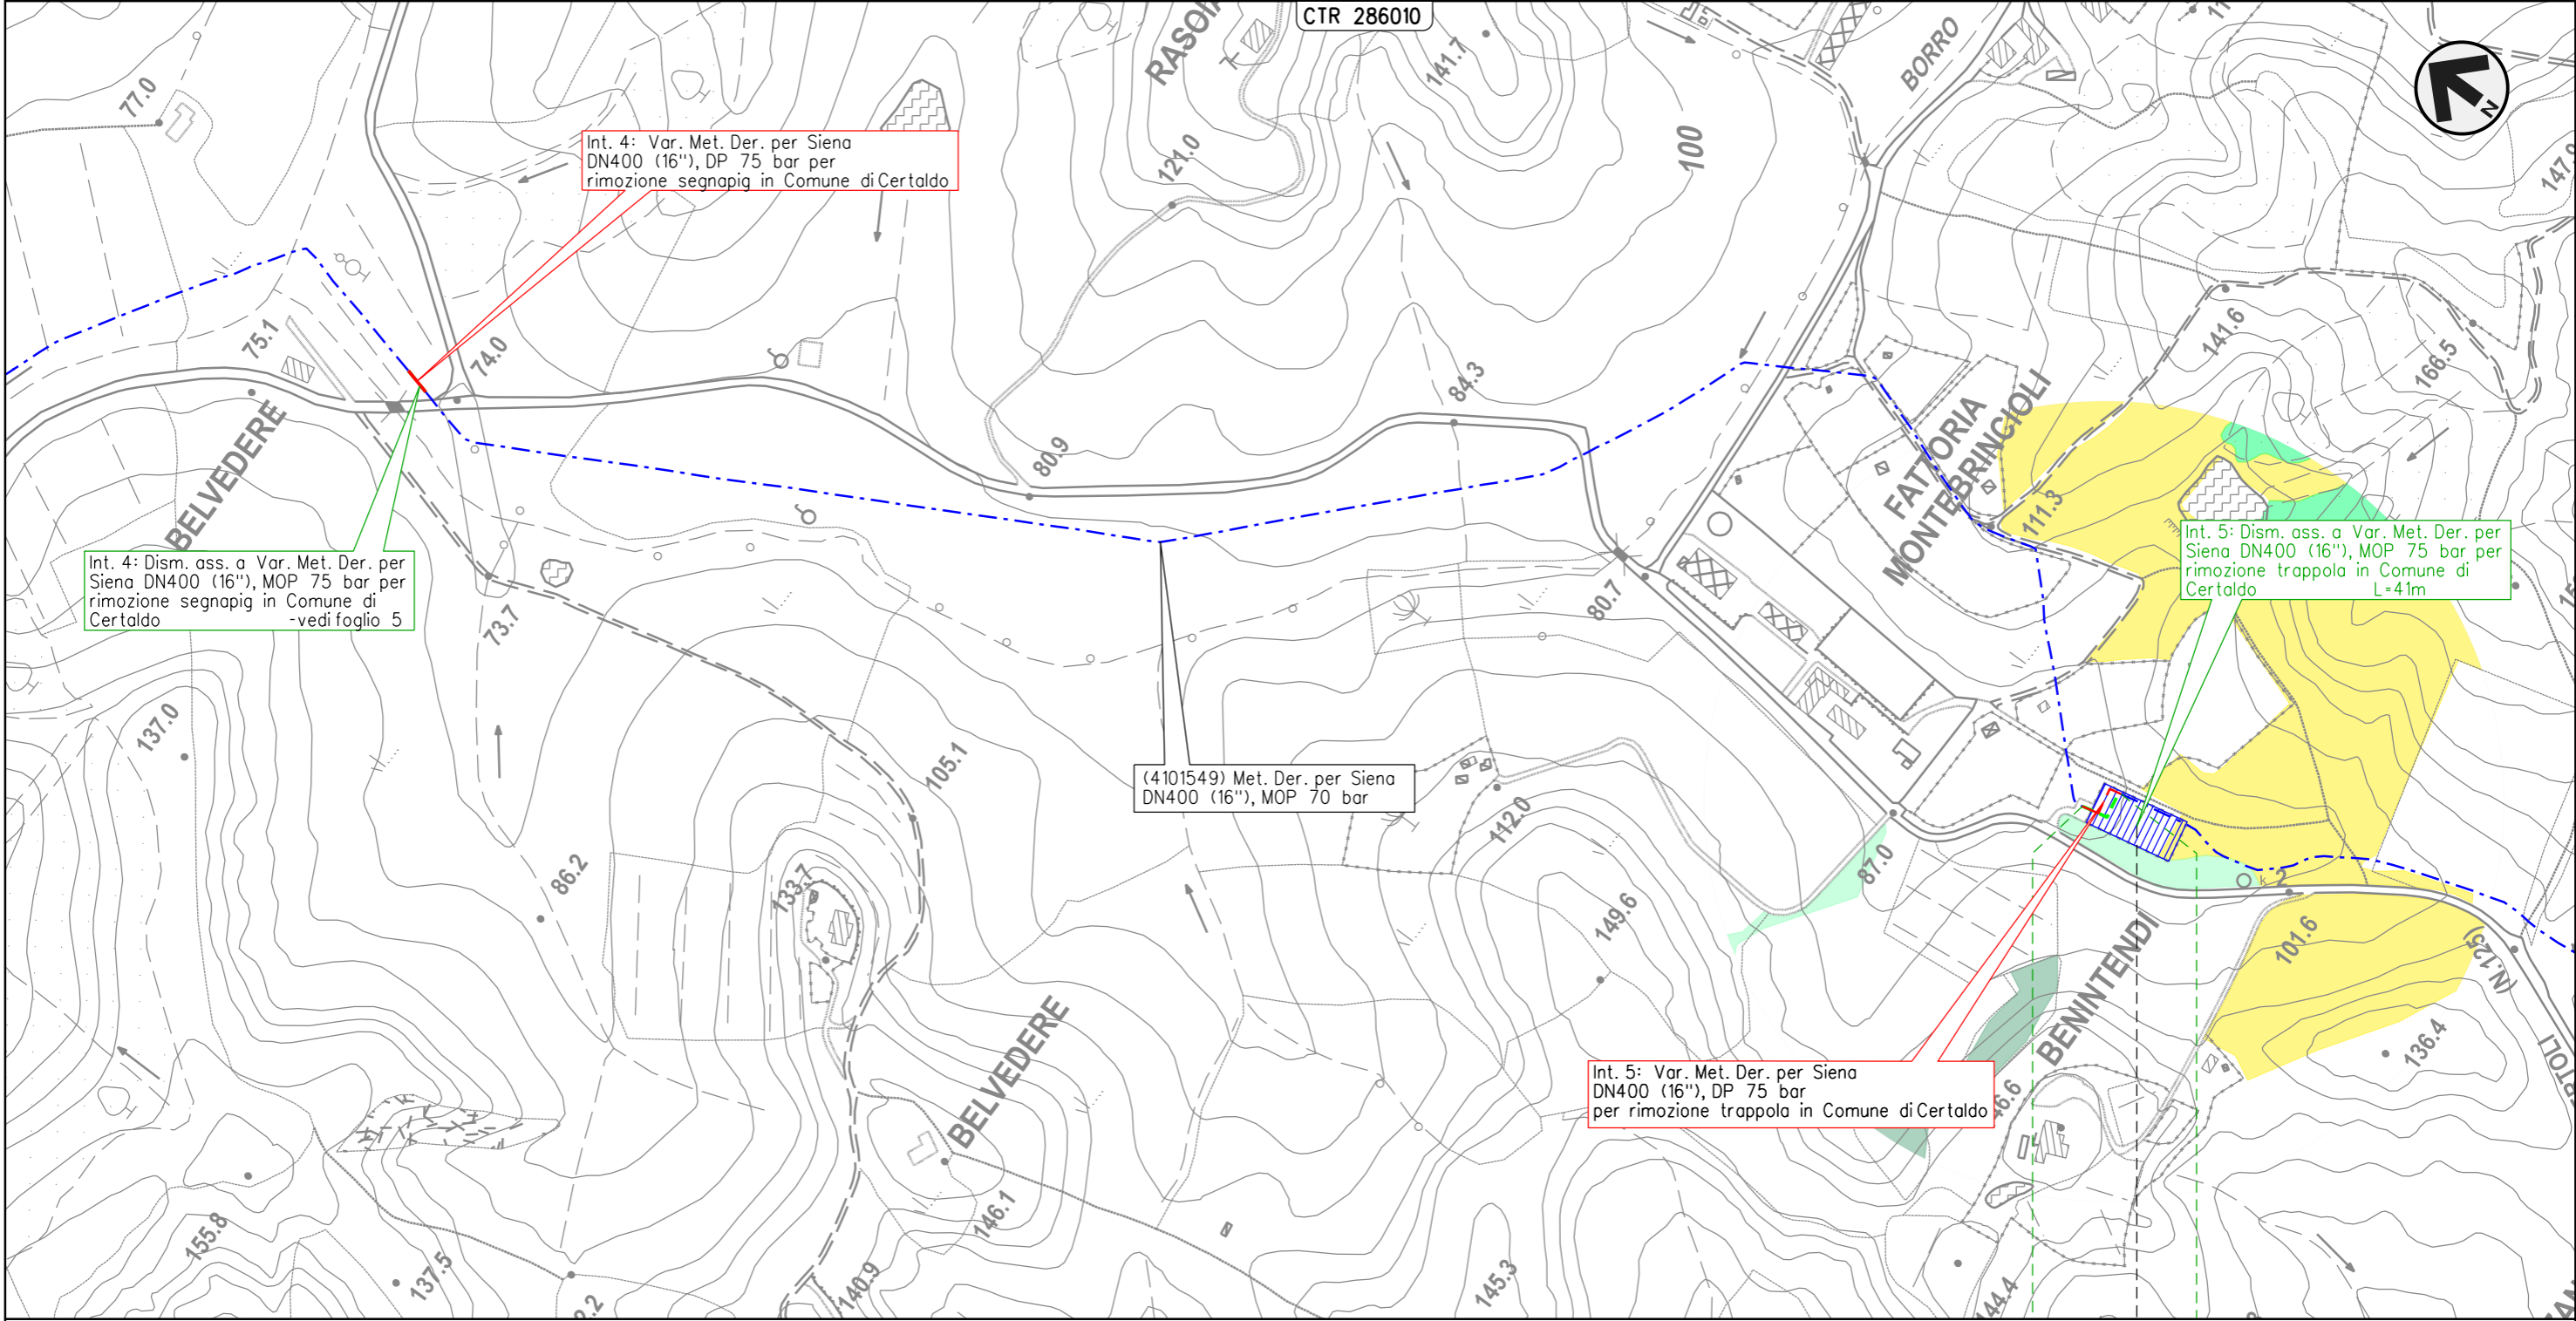 CTR 286010
RASOIA
BORRO
N
77.0
141.7
121.0
100
147.0
Int. 4: Var. Met. Der. per Siena
DN400 (16"), DP 75 bar per
rimozione segnapig in Comune di Certaldo
75.1
74.0
84.3
80.9
141.6
166.5
BELVEDERE
FATTORIA
MONTEBRINCIOLI
111.3
Int. 4: Dism. ass. a Var. Met. Der. per
Siena DN400 (16"), MOP 75 bar per
rimozione segnapig in Comune di
Certaldo -vedi foglio 5
Int. 5: Dism. ass. a Var. Met. Der. per
Siena DN400 (16"), MOP 75 bar per
rimozione trappola in Comune di
Certaldo L=41m
73.7
80.7
137.0
105.1
(4101549) Met. Der. per Siena
DN400 (16"), MOP 70 bar
112.0
87.0
86.2
133.7
149.6
k 2
101.6
(N.125)
BENINTENDI
136.4
BELVEDERE
Int. 5: Var. Met. Der. per Siena
DN400 (16"), DP 75 bar
per rimozione trappola in Comune di Certaldo
46.6
155.8
137.5
146.1
140.9
145.3
144.4
2.2